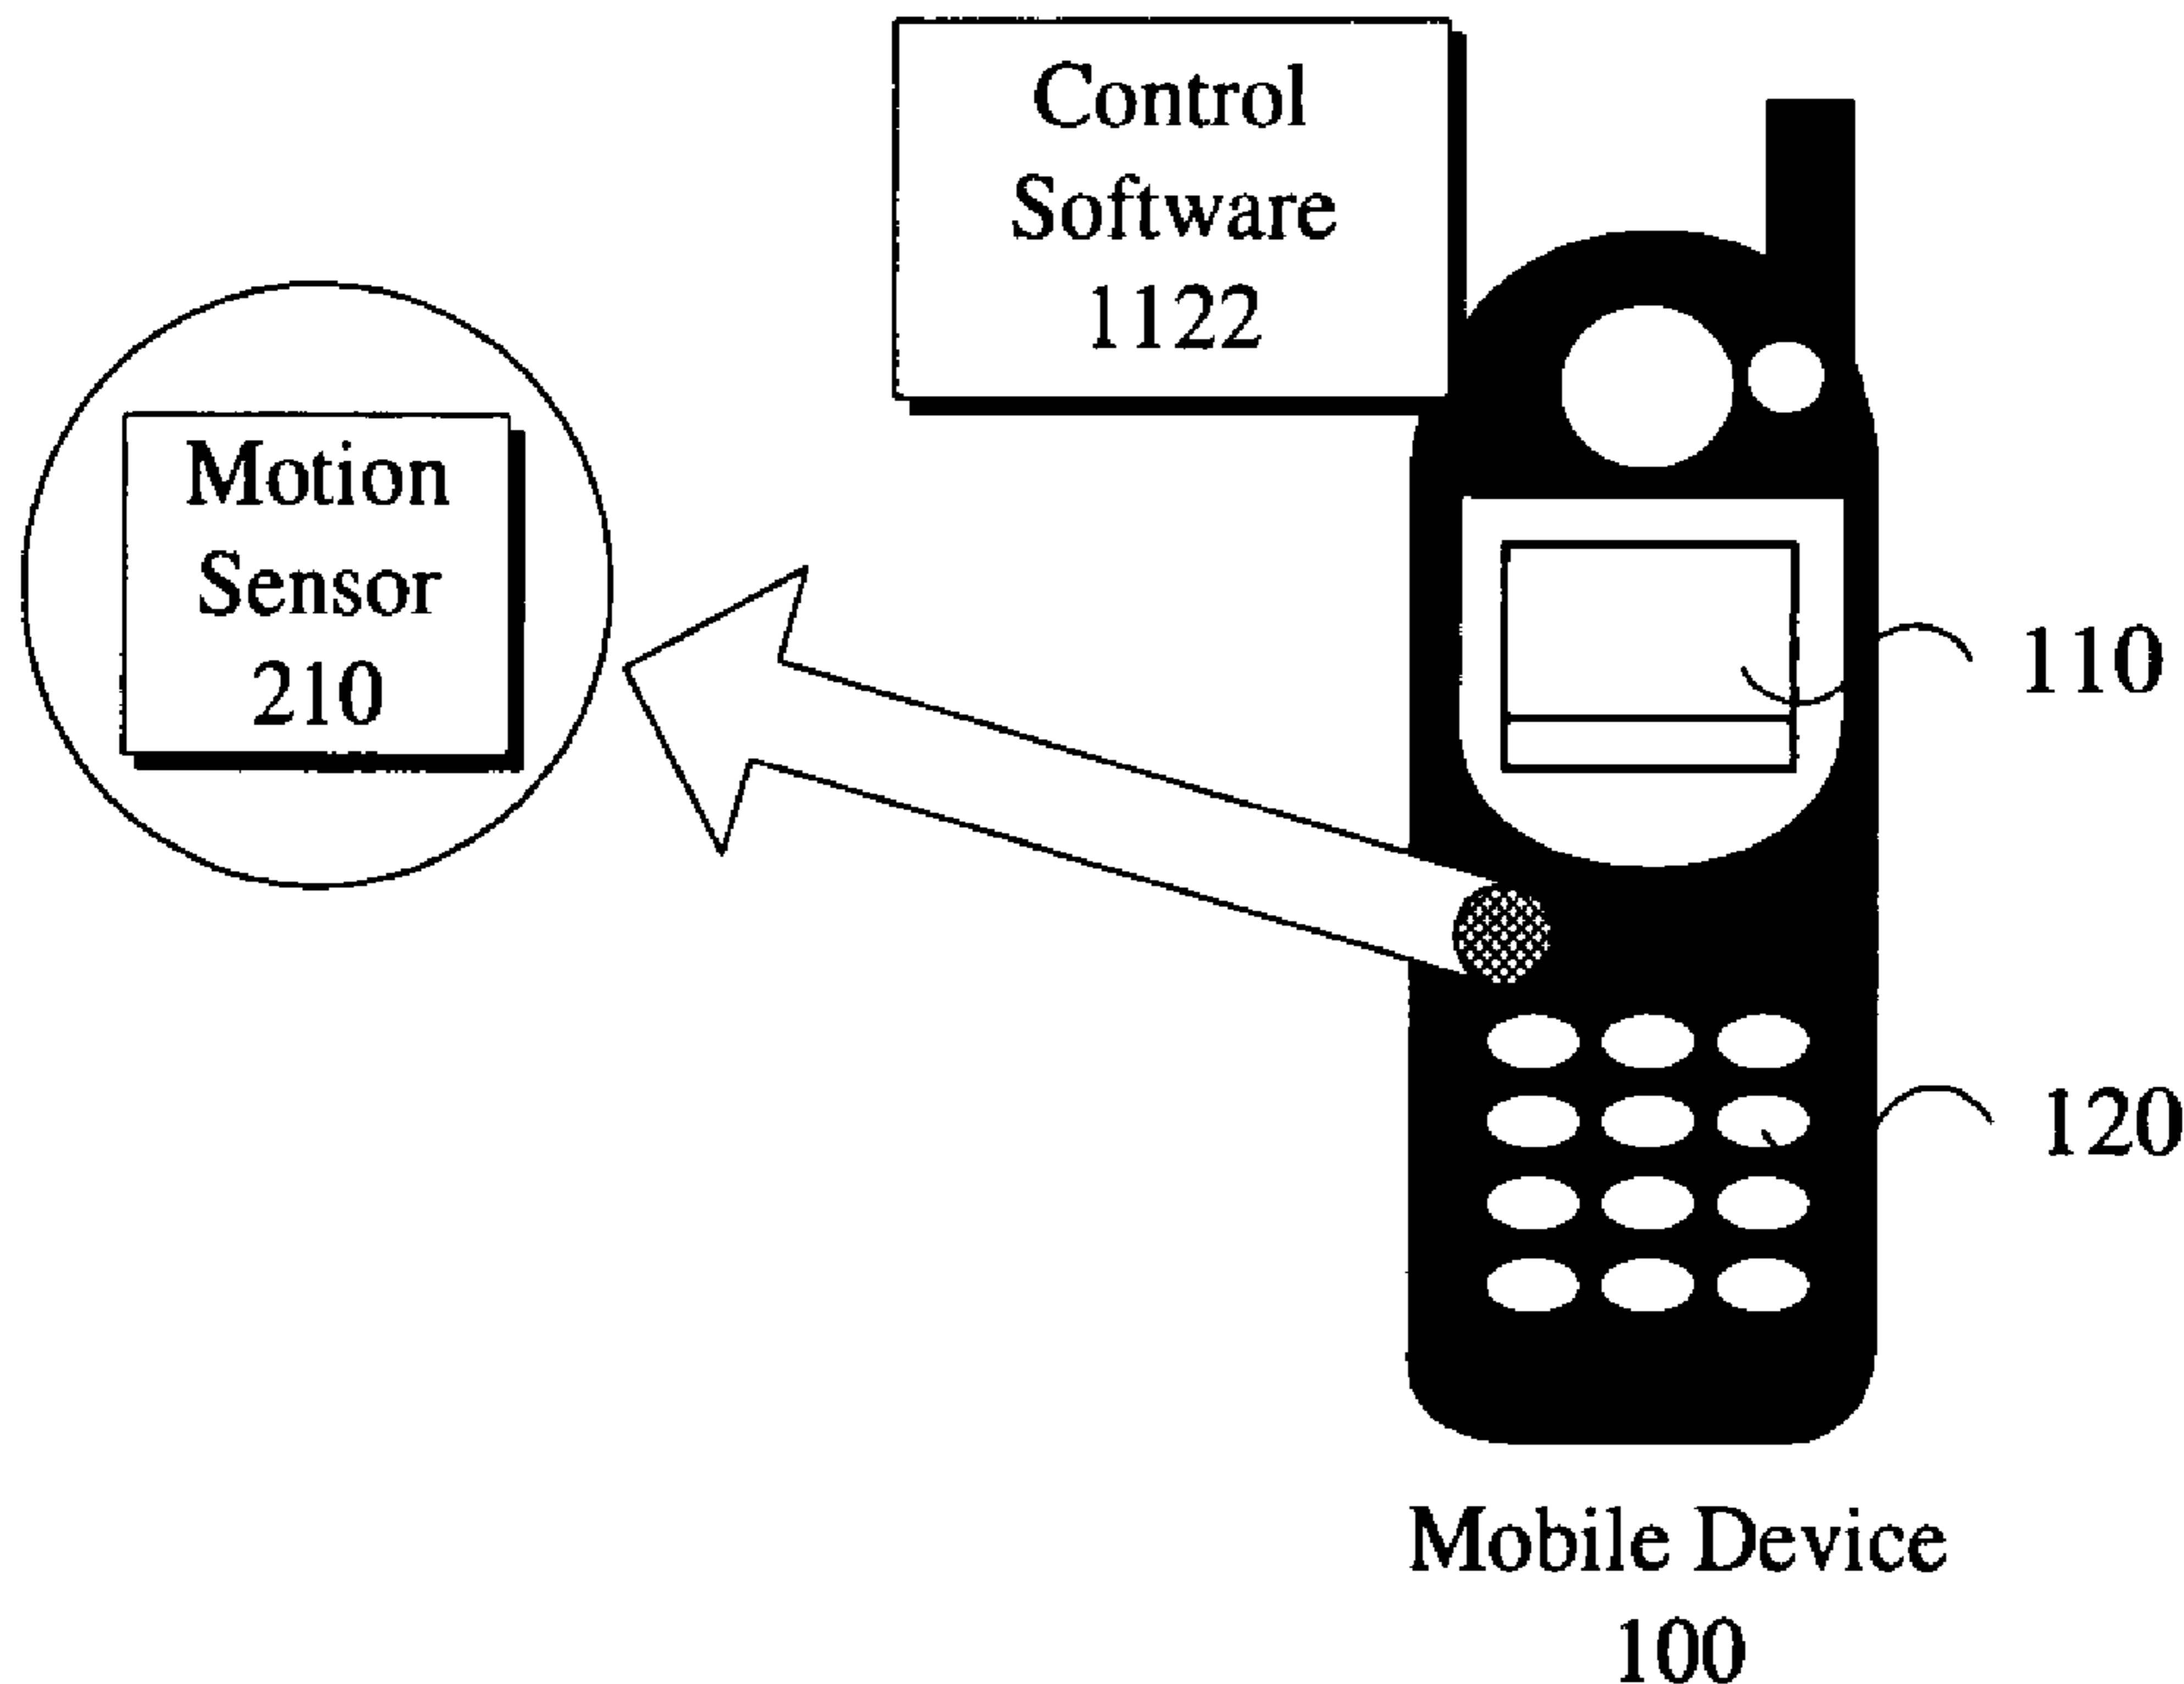 Control
Software
1122
Motion
Sensor
210
110
120
Mobile Device
100